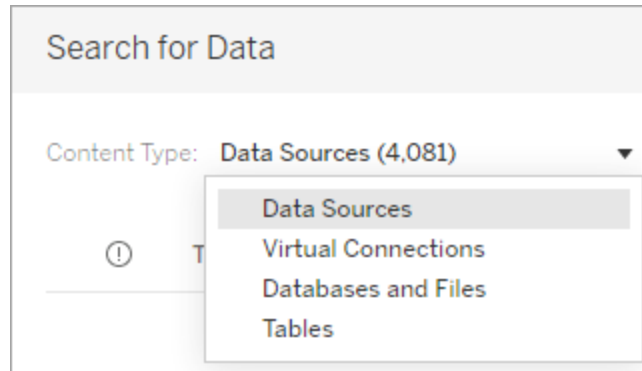 Search for Data
Content Type: Data Sources (4,081)
Data Sources
Virtual Connections
T
Databases and Files
Tables